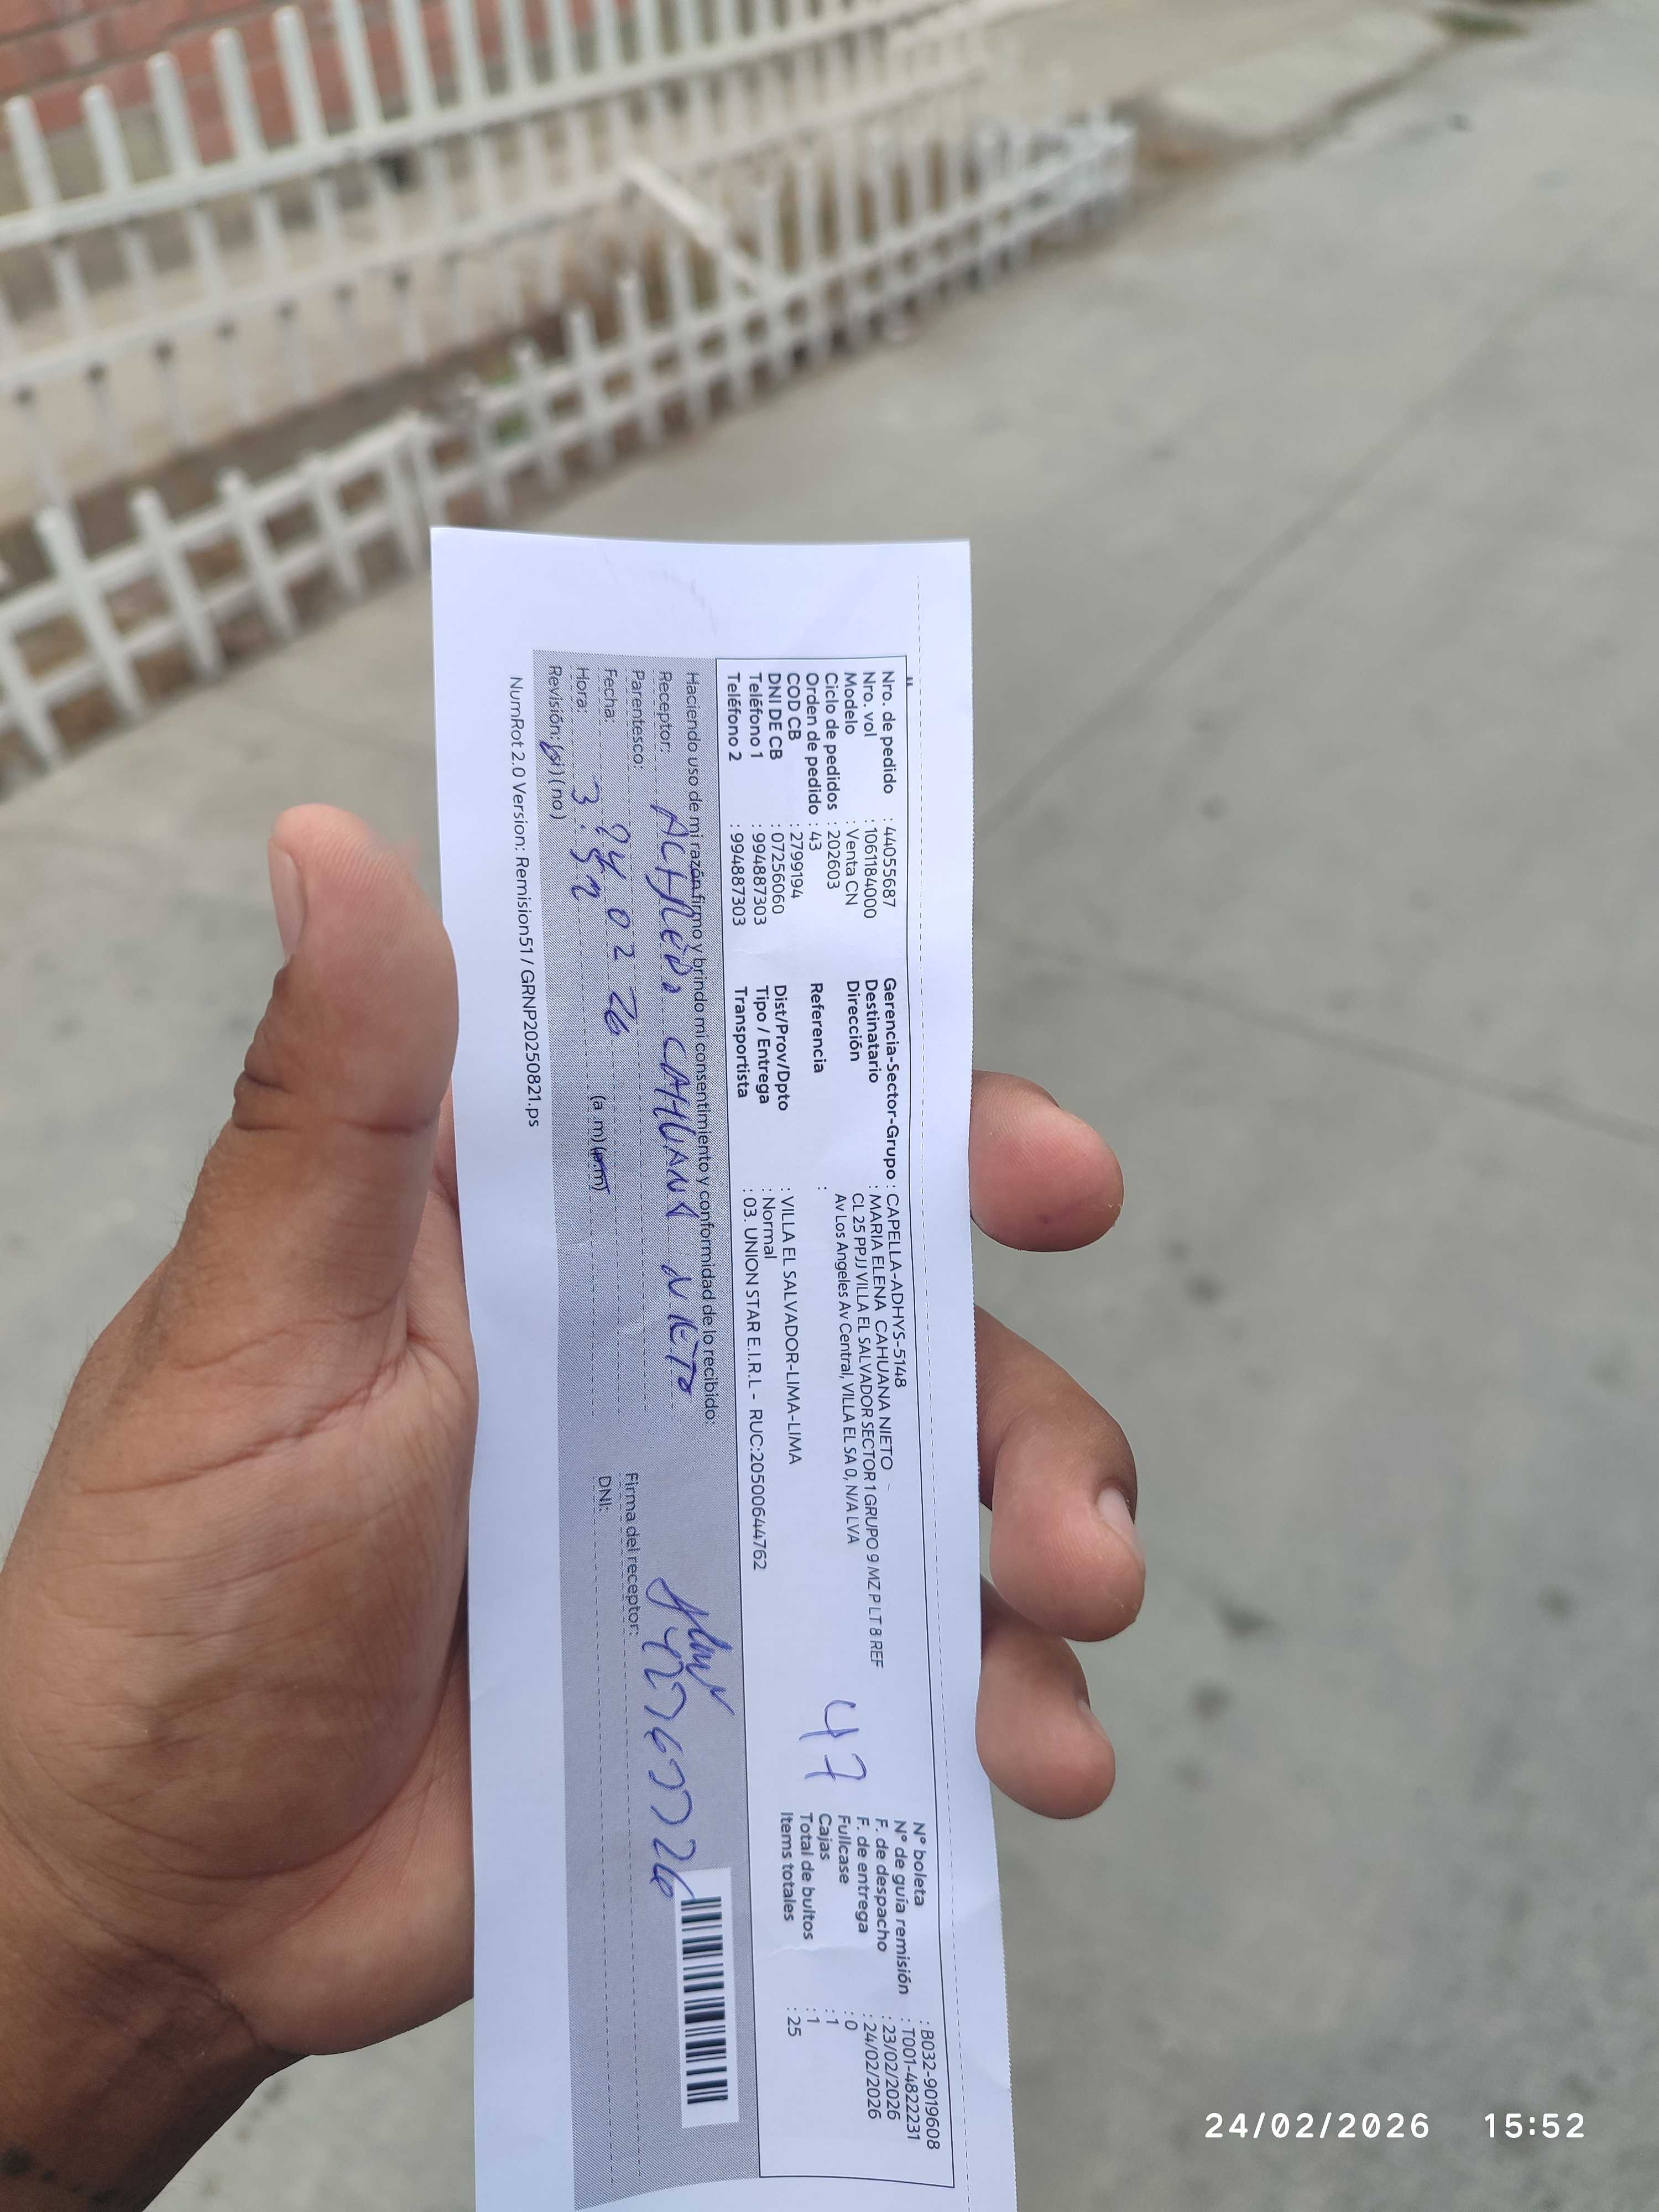 Nro. de pedido : 44055687
Nro. vol : 1061184000
Modelo : Venta CN
Ciclo de pedidos : 202603
Orden de pedido : 43
COD CB : 2799194
DNI DE CB : 07256060
Teléfono 1 : 994887303
Teléfono 2 : 994887303
Gerencia-Sector-Grupo : CAPELLA-ADHYS-5148
Destinatario : MARIA ELENA CAHUANA NIETO
Dirección CL 25 PPJJ VILLA EL SALVADOR SECTOR 1 GRUPO 9 MZ P LT 8 REF
Av Los Angeles Av Central, VILLA EL SA 0, N/A LVA
Referencia :
Dist/Prov/Dpto : VILLA EL SALVADOR-LIMA-LIMA
Tipo / Entrega : Normal
Transportista : 03. UNION STAR E.I.R.L - RUC:20500644762
47
N° boleta : B032-9019608
N° de guía remisión : T001-4822231
F. de despacho : 23/02/2026
F. de entrega : 24/02/2026
Fullcase : 0
Cajas : 1
Total de bultos : 1
Items totales : 25
Haciendo uso de mi razón firmo y brindo mi consentimiento y conformidad de lo recibido:
Receptor: CAHUANA NIETO
Parentesco:
Fecha: 24 02 26
Hora: 3:52 (a.m)(p.m)
Revisión: (si) (no)
Firma del receptor:
DNI:
NumRot 2.0 Version: Remision51 / GRNP20250821.ps
24/02/2026 15:52